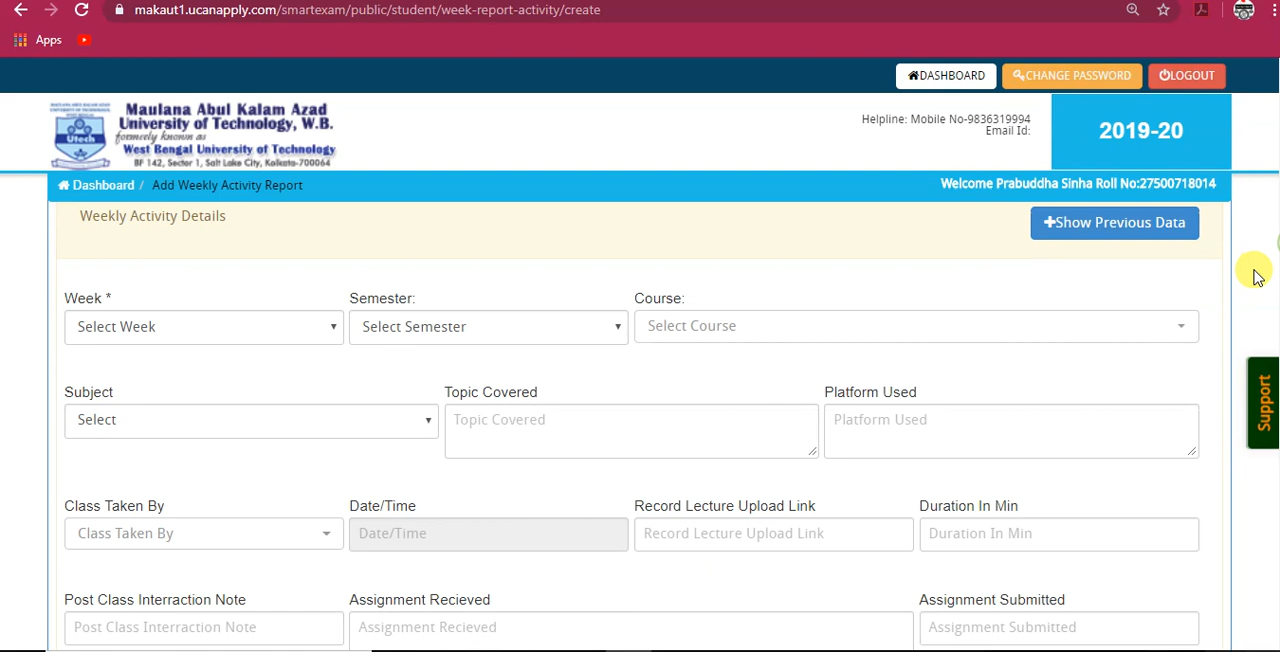 makaut1.ucanapply.com/smartexam/public/student/week-report-activity/create
Apps
DASHBOARD
CHANGE PASSWORD
LOGOUT
Utech
Maulana Abul Kalam Azad
University of Technology, W.B.
formerly known as
West Bengal University of Technology
BF 142, Sector 1, Salt Lake City, Kolkata-700064
Helpline: Mobile No-9836319994
Email Id:
2019-20
Dashboard / Add Weekly Activity Report
Welcome Prabuddha Sinha Roll No:27500718014
Weekly Activity Details
Show Previous Data
Week * Semester: Course:
Select Week Select Semester Select Course
Support
Subject Topic Covered Platform Used
Select Topic Covered Platform Used
Class Taken By Date/Time Record Lecture Upload Link Duration In Min
Class Taken By Date/Time Record Lecture Upload Link Duration In Min
Post Class Interraction Note Assignment Recieved Assignment Submitted
Post Class Interraction Note Assignment Recieved Assignment Submitted